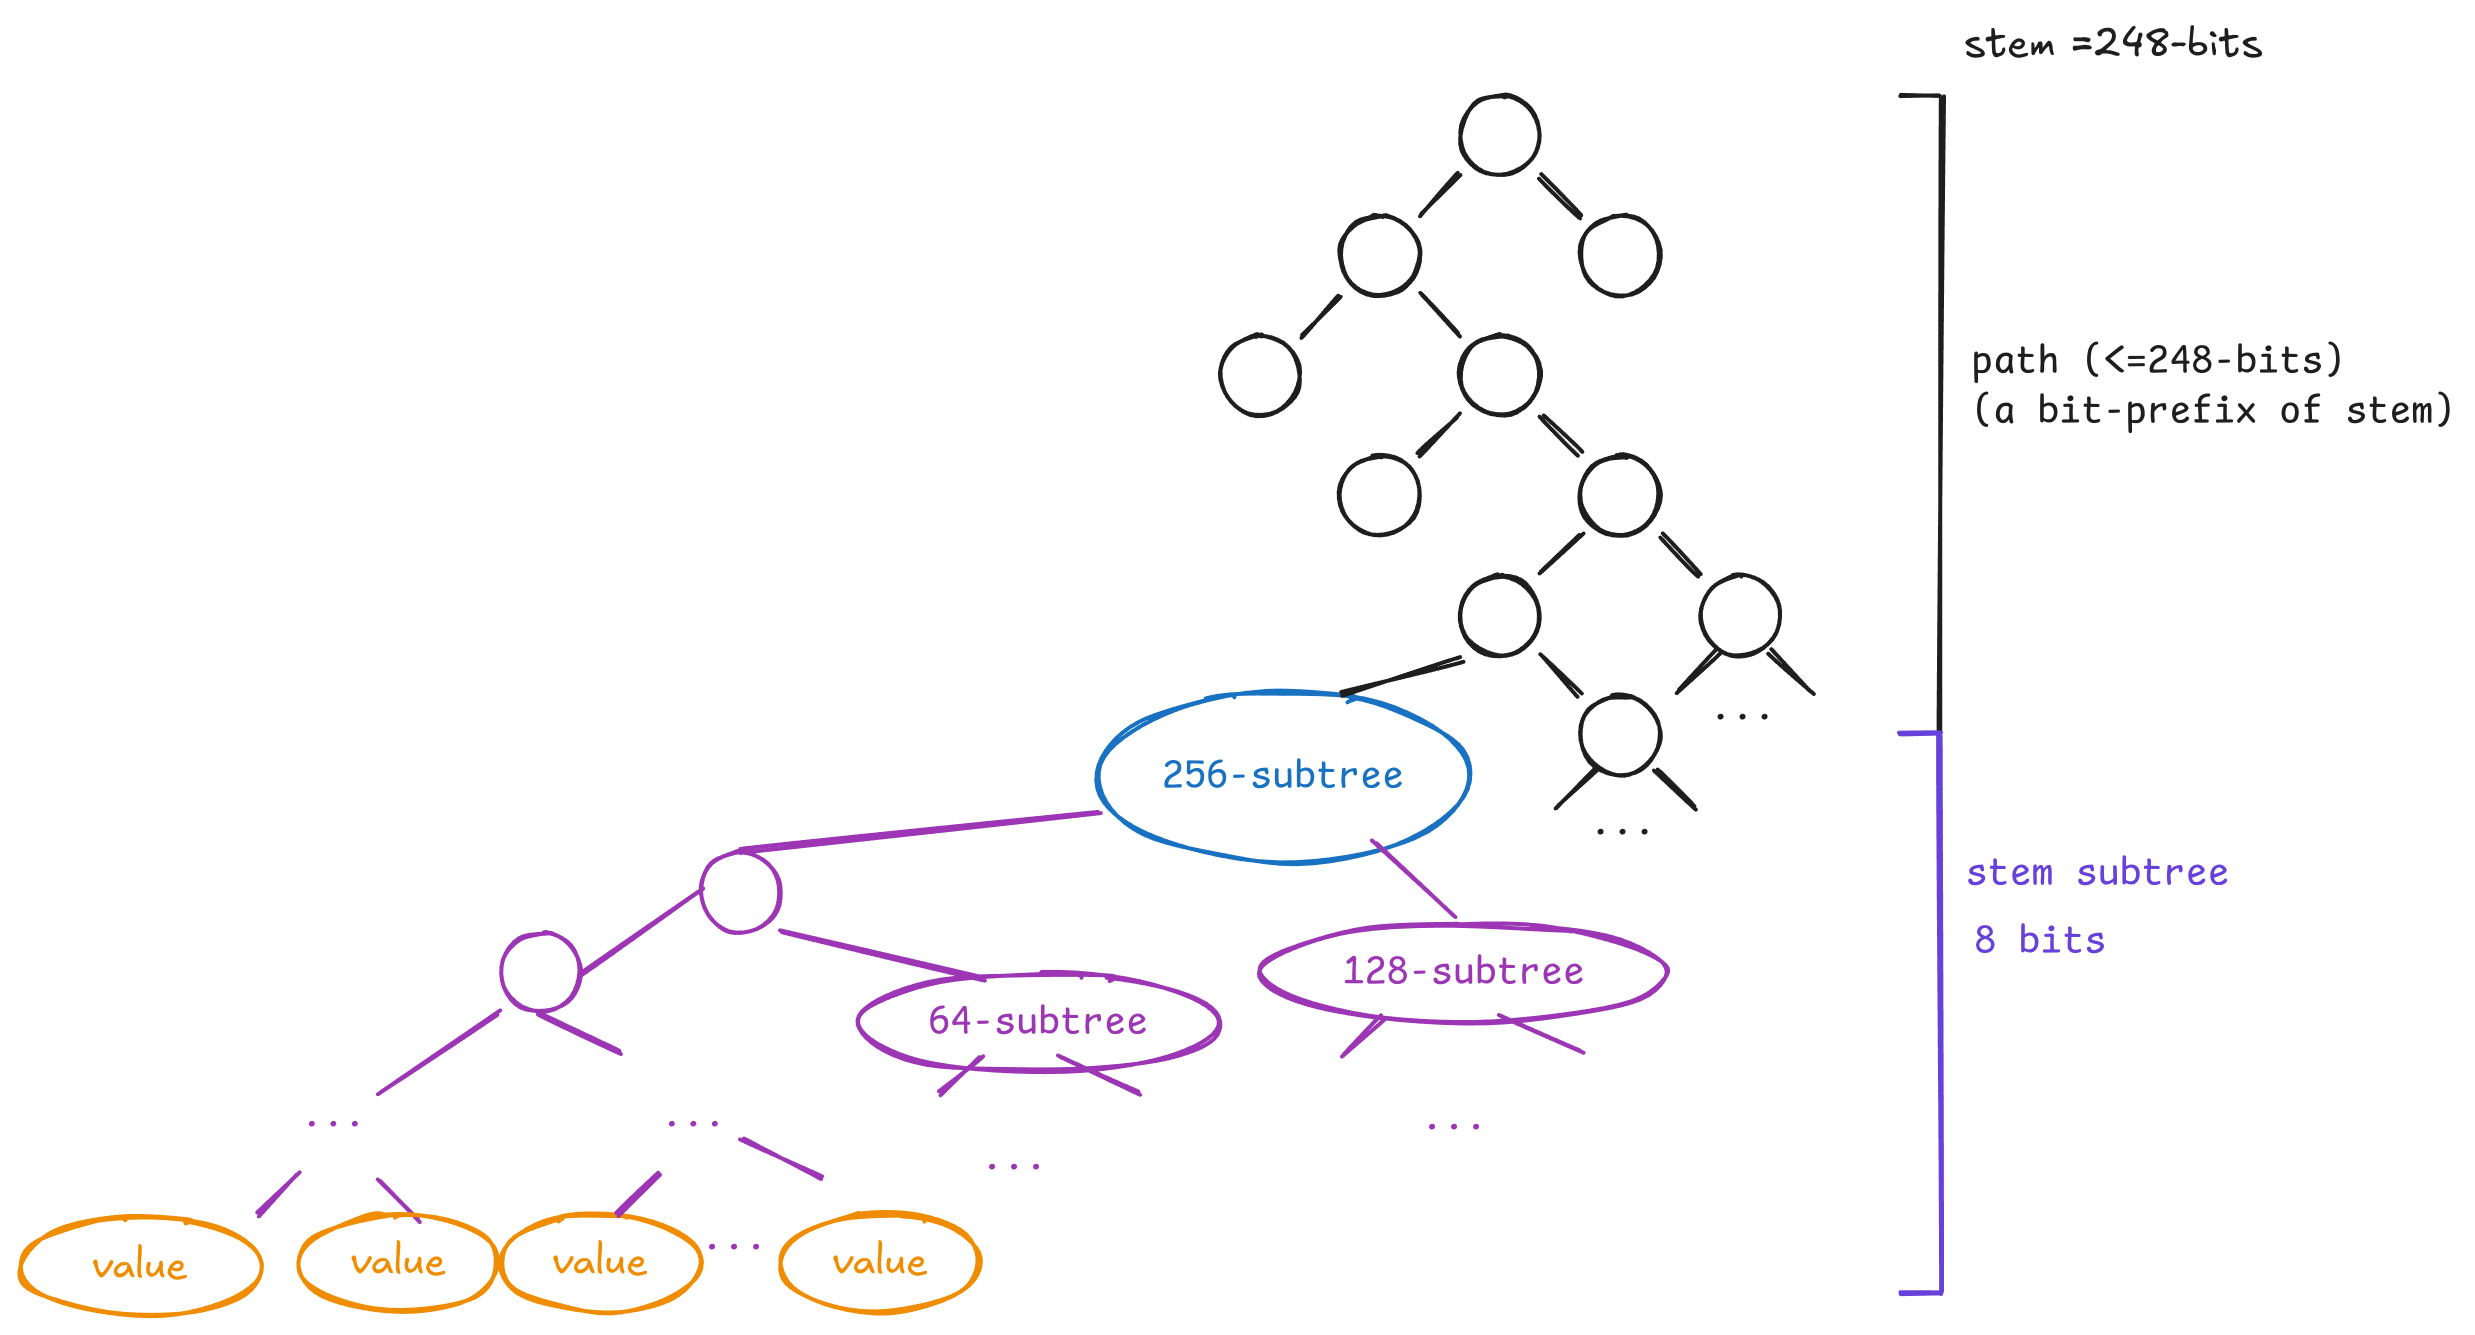 stem =248-bits
path (<=248-bits)
(a bit-prefix of stem)
256-subtree
...
...
stem subtree
8 bits
128-subtree
64-subtree
...
...
...
...
value
value
value
...
value